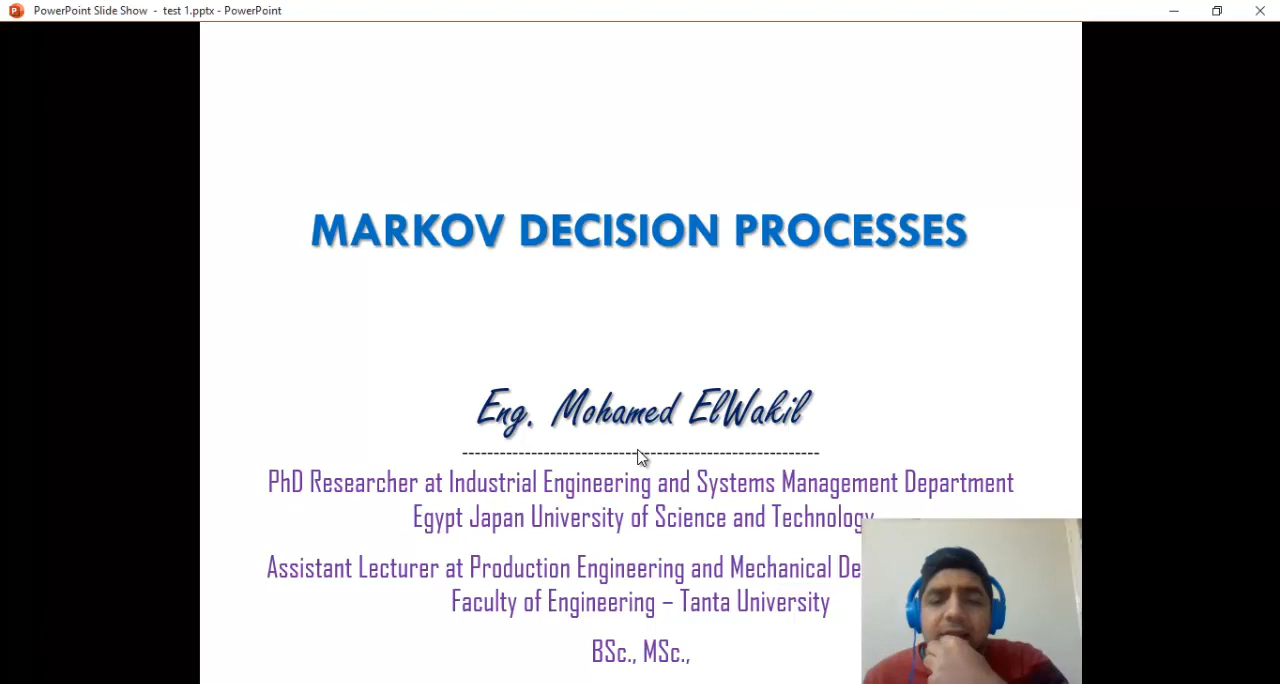 PowerPoint Slide Show - test 1.pptx - PowerPoint
MARKOV DECISION PROCESSES
Eng. Mohamed ElWakil
PhD Researcher at Industrial Engineering and Systems Management Department
Egypt Japan University of Science and Technology
Assistant Lecturer at Production Engineering and Mechanical
Faculty of Engineering – Tanta University
BSc., MSc.,